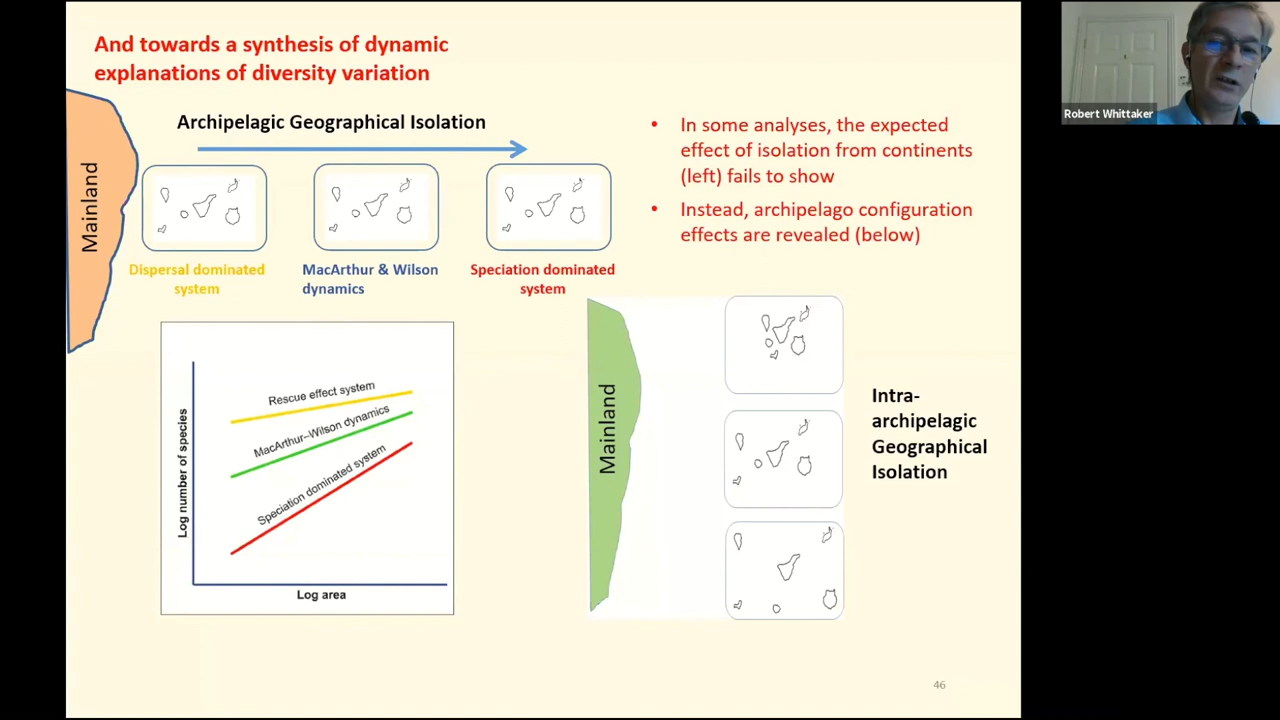 And towards a synthesis of dynamic
explanations of diversity variation
Archipelagic Geographical Isolation
Mainland
Dispersal dominated
system
MacArthur & Wilson
dynamics
Speciation dominated
system
• In some analyses, the expected
effect of isolation from continents
(left) fails to show
• Instead, archipelago configuration
effects are revealed (below)
Log number of species
Rescue effect system
MacArthur–Wilson dynamics
Speciation dominated system
Log area
Mainland
Intra-
archipelagic
Geographical
Isolation
46
Robert Whittaker